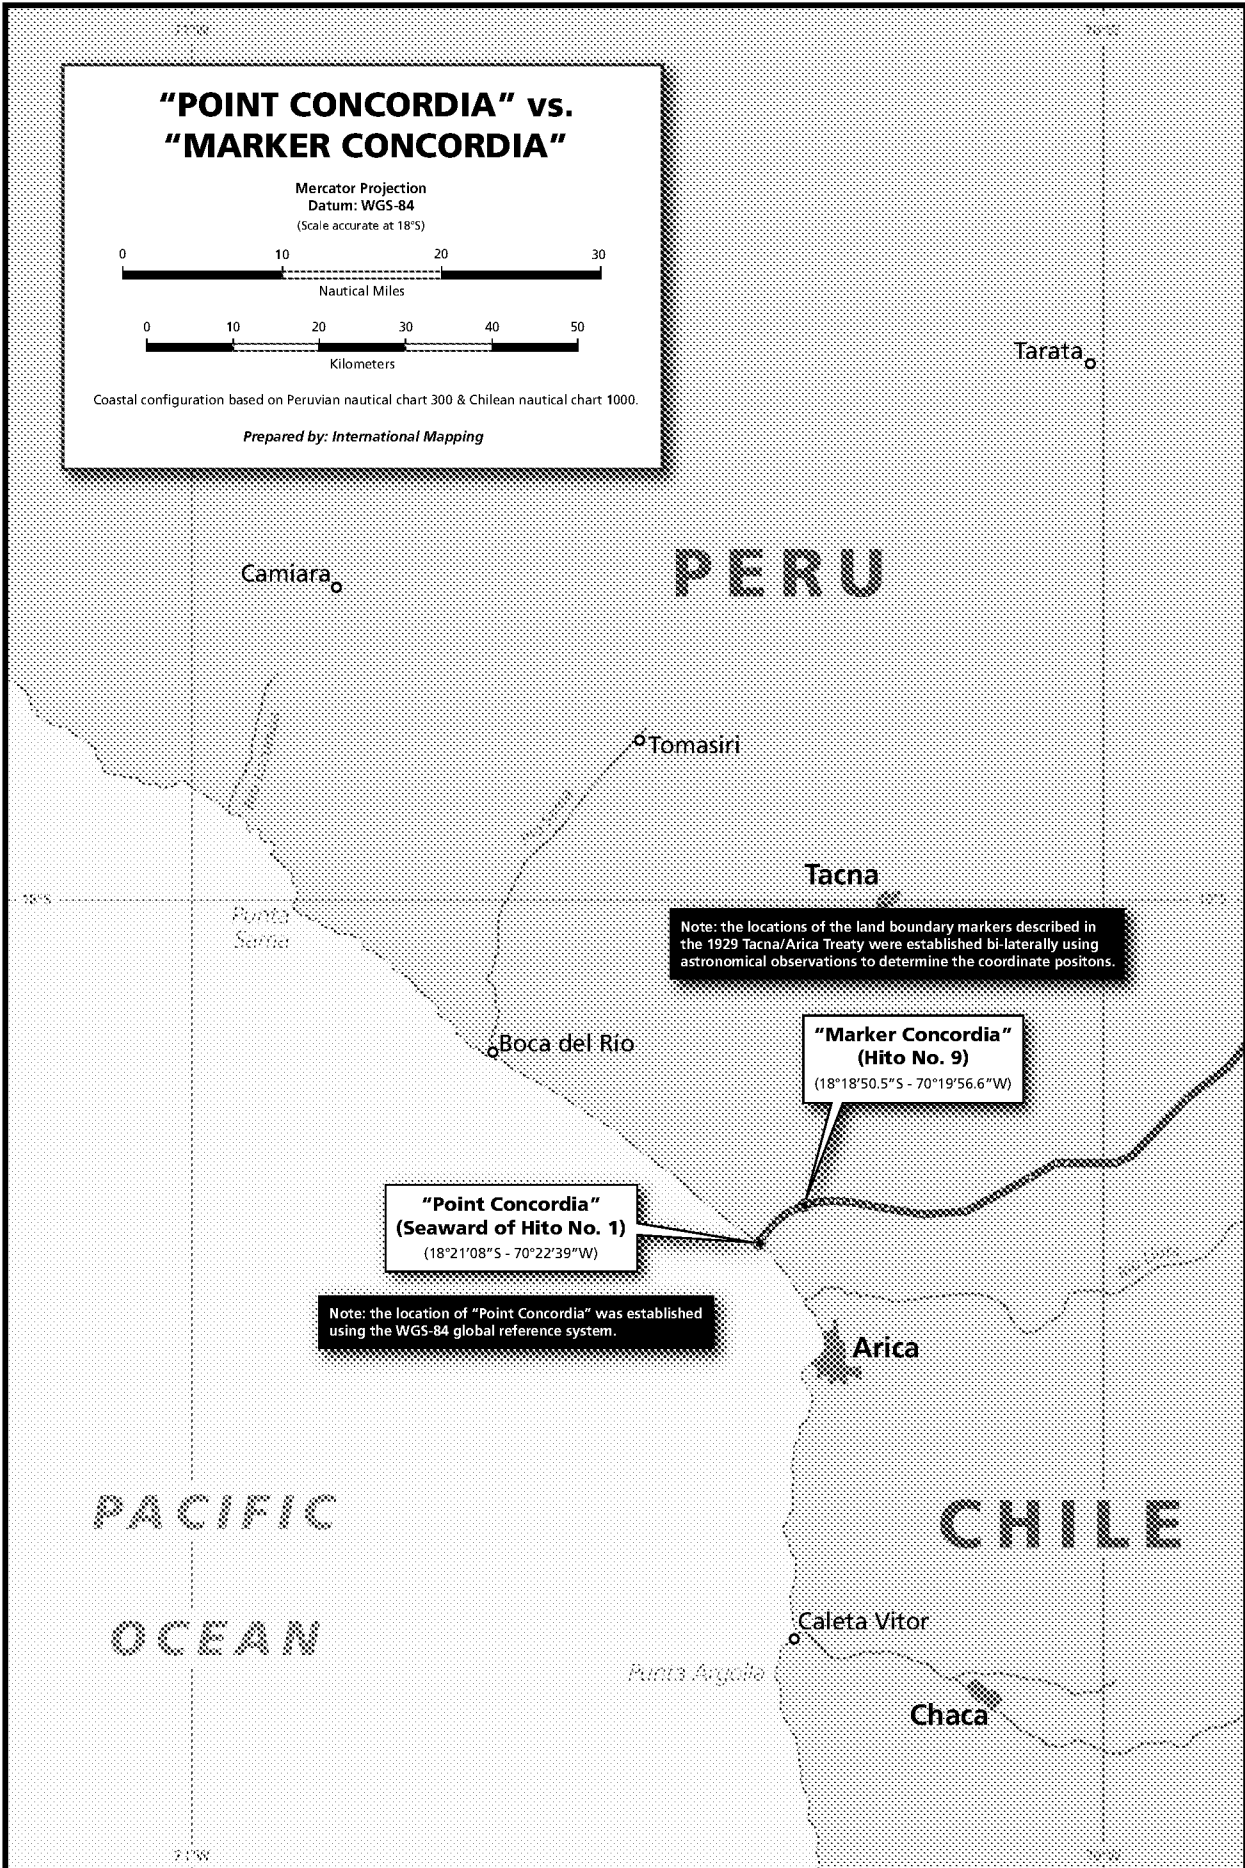 71°W
70°W
“POINT CONCORDIA” vs.
“MARKER CONCORDIA”
Mercator Projection
Datum: WGS-84
(Scale accurate at 18°S)
0 10 20 30
Nautical Miles
0 10 20 30 40 50
Kilometers
Coastal configuration based on Peruvian nautical chart 300 & Chilean nautical chart 1000.
Prepared by: International Mapping
Tarata
PERU
Camiara
Tomasiri
Tacna
18°S
18°S
Punta
Sama
Note: the locations of the land boundary markers described in
the 1929 Tacna/Arica Treaty were established bi-laterally using
astronomical observations to determine the coordinate positons.
Boca del Río
“Marker Concordia”
(Hito No. 9)
(18°18’50.5”S - 70°19’56.6”W)
“Point Concordia”
(Seaward of Hito No. 1)
(18°21’08”S - 70°22’39”W)
Note: the location of “Point Concordia” was established
using the WGS-84 global reference system.
Arica
PACIFIC
OCEAN
CHILE
Caleta Vitor
Punta Argolla
Chaca
71°W
70°W